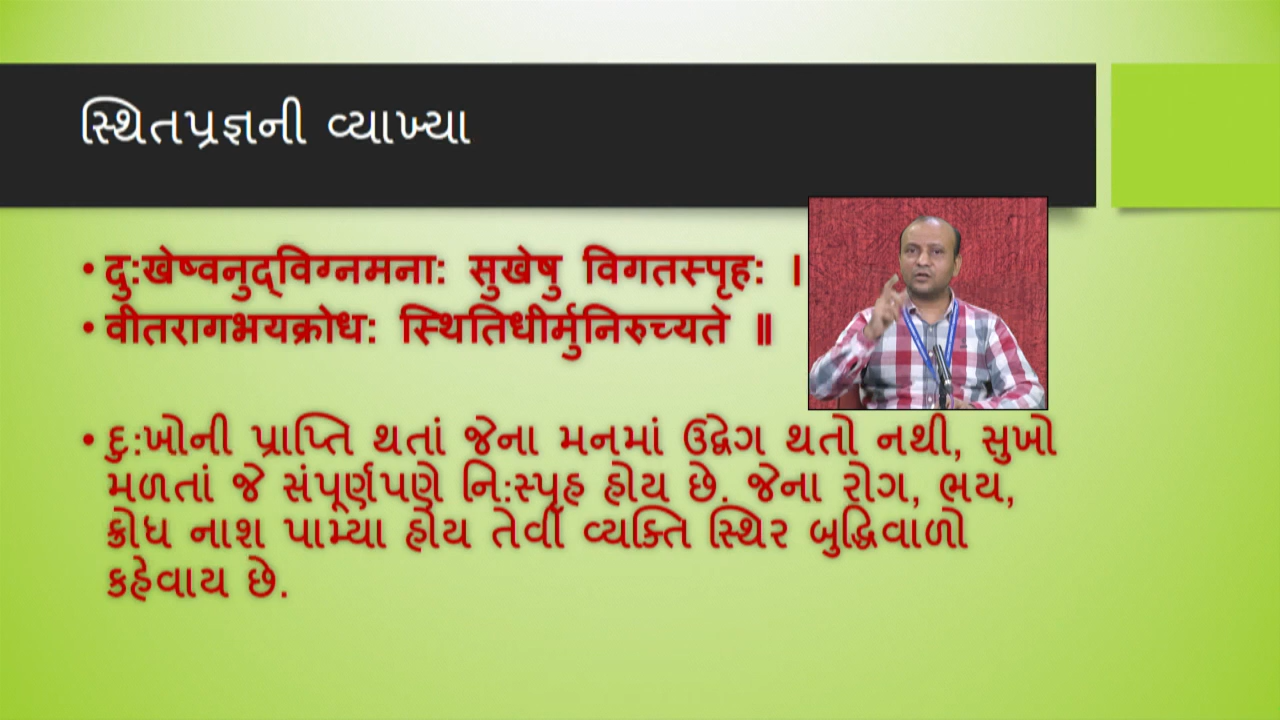 સ્થિતપ્રજ્ઞની વ્યાખ્યા
• दुःखेष्वनुद्‌विग्नमनाः सुखेषु विगतस्पृहः ।
• वीतरागभयक्रोधः स्थितिधीर्मुनिरुच्यते ॥
• દુઃખોની પ્રાપ્તિ થતાં જેના મનમાં ઉદ્વેગ થતો નથી, સુખો
મળતાં જે સંપૂર્ણપણે નિઃસ્પૃહ હોય છે. જેના રોગ, ભય,
ક્રોધ નાશ પામ્યા હોય તેવી વ્યક્તિ સ્થિર બુદ્ધિવાળો
કહેવાય છે.